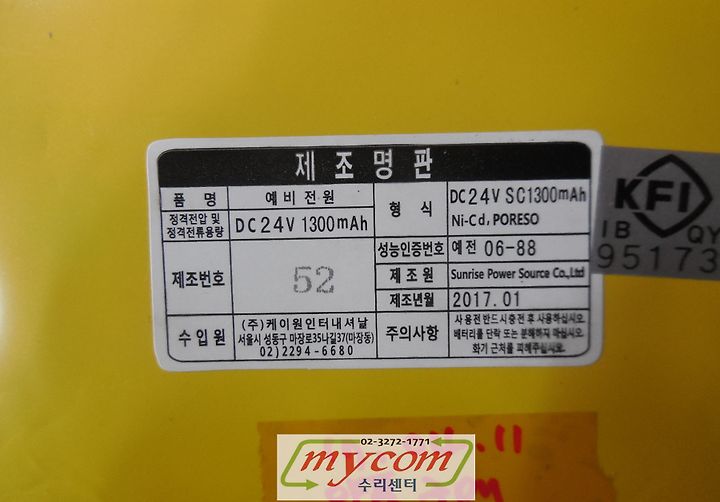 제조명판
품명 예비전원
형식 DC24V SC1300mAh
Ni-Cd, PORESO
정격전압 및
정격전류용량 DC24V 1300mAh
성능인증번호 예전 06-88
제조번호 52
제조원 Sunrise Power Source Co.,Ltd
제조년월 2017.01
수입원 (주)케이원인터내셔날
서울시 성동구 마장로35나길37(마장동)
02)2294-6680
주의사항 사용전반드시충전후사용하십시요.
배터리를 단락 또는 분해하지 마십시요.
화기 근처를 피해주십시요.
KFI
IB QY
95173
.11
02-3272-1771
mycom
수리센터